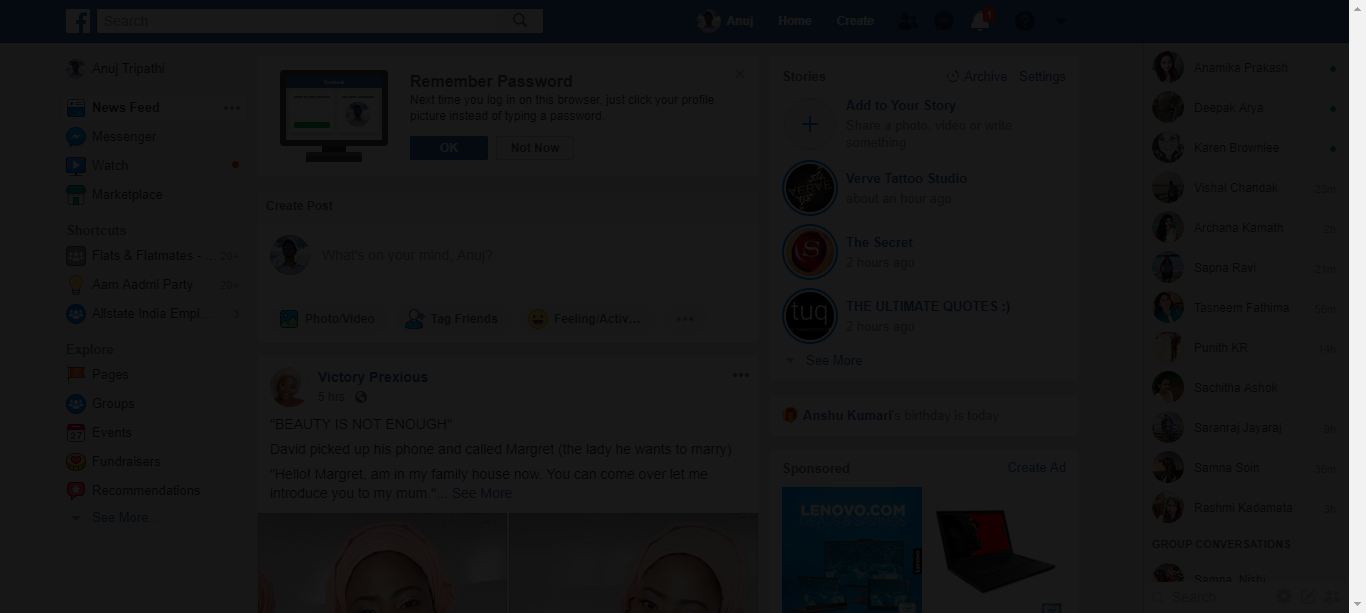 Search
Anuj
Home
Create
1
Anuj Tripathi
News Feed
Messenger
Watch
Marketplace
Shortcuts
Flats & Flatmates - ... 20+
Aam Aadmi Party 20+
Allstate India Empl... 3
Explore
Pages
Groups
27 Events
Fundraisers
Recommendations
See More...
Remember Password
Next time you log in on this browser, just click your profile
picture instead of typing a password.
OK
Not Now
Create Post
What's on your mind, Anuj?
Photo/Video
Tag Friends
Feeling/Activ...
Victory Prexious
5 hrs
"BEAUTY IS NOT ENOUGH"
David picked up his phone and called Margret (the lady he wants to marry)
"Hello! Margret, am in my family house now. You can come over let me
introduce you to my mum."... See More
Stories
Archive
Settings
Add to Your Story
Share a photo, video or write
something
VERVE
Verve Tattoo Studio
about an hour ago
S
The Secret
2 hours ago
tuq
THE ULTIMATE QUOTES :)
2 hours ago
See More
Anshu Kumari's birthday is today
Sponsored
Create Ad
LENOVO.COM
Lenovo
Anamika Prakash
Deepak Arya
Karen Brownlee
Vishal Chandak 23m
Archana Kamath 2h
Sapna Ravi 21m
Tasneem Fathima 58m
Punith KR 14h
Sachitha Ashok
Saranraj Jayaraj
Samna Soin
Rashmi Kadamata 3h
GROUP CONVERSATIONS
Search